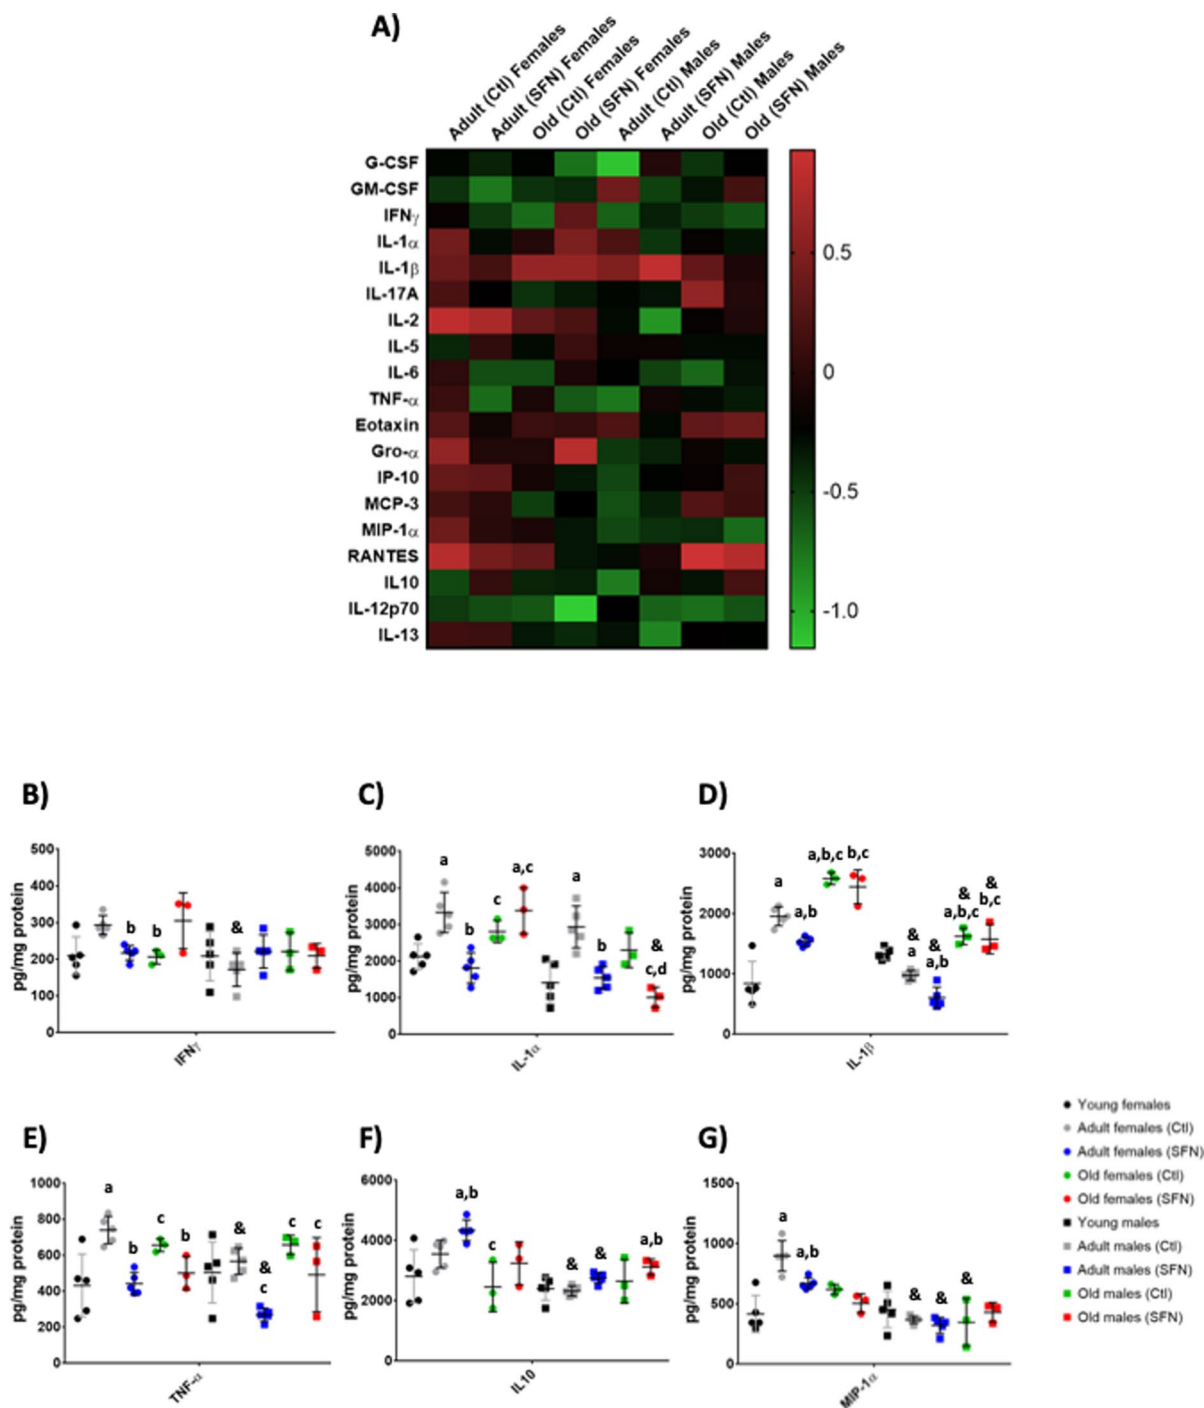 A)
Adult (Ctl) Females
Adult (SFN) Females
Old (Ctl) Females
Old (SFN) Females
Adult (Ctl) Males
Adult (SFN) Males
Old (Ctl) Males
Old (SFN) Males
G-CSF
GM-CSF
IFNγ
IL-1α
IL-1β
IL-17A
IL-2
IL-5
IL-6
TNF-α
Eotaxin
Gro-α
IP-10
MCP-3
MIP-1α
RANTES
IL10
IL-12p70
IL-13
0.5
0
-0.5
-1.0
B)
pg/mg protein
500
400
300
200
100
0
b
b
&
IFNγ
C)
pg/mg protein
5000
4000
3000
2000
1000
0
a
b
c
a,c
a
b
&
c,d
IL-1α
D)
pg/mg protein
3000
2000
1000
0
a
a,b
a,b,c
b,c
&
a
&
a,b
&
a,b,c
&
b,c
IL-1β
E)
pg/mg protein
1000
800
600
400
200
0
a
b
c
b
&
&
c
c
c
TNF-α
F)
pg/mg protein
6000
4000
2000
0
a,b
c
&
&
a,b
IL10
G)
pg/mg protein
1500
1000
500
0
a
a,b
&
&
&
MIP-1α
Young females
Adult females (Ctl)
Adult females (SFN)
Old females (Ctl)
Old females (SFN)
Young males
Adult males (Ctl)
Adult males (SFN)
Old males (Ctl)
Old males (SFN)